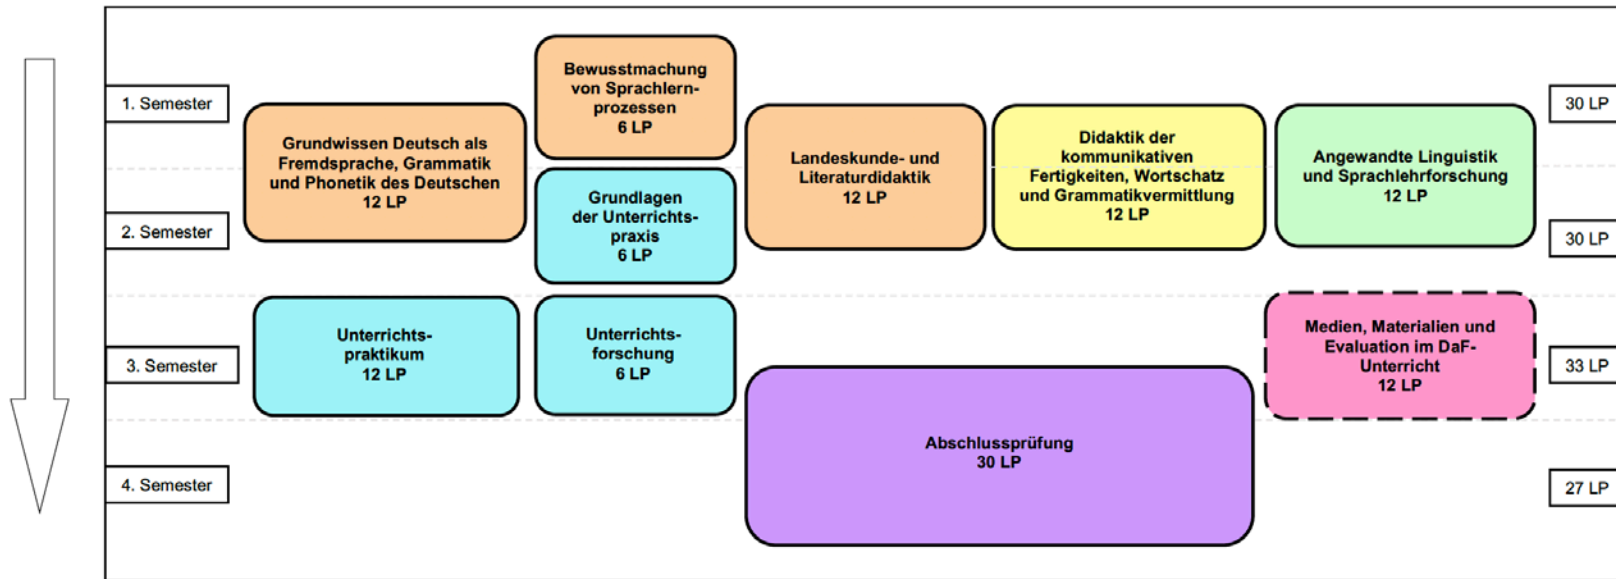 1. Semester
2. Semester
3. Semester
4. Semester
Grundwissen Deutsch als
Fremdsprache, Grammatik
und Phonetik des Deutschen
12 LP
Bewusstmachung
von Sprachlern-
prozessen
6 LP
Grundlagen
der Unterrichts-
praxis
6 LP
Landeskunde- und
Literaturdidaktik
12 LP
Didaktik der
kommunikativen
Fertigkeiten, Wortschatz
und Grammatikvermittlung
12 LP
Angewandte Linguistik
und Sprachlehrforschung
12 LP
Unterrichts-
praktikum
12 LP
Unterrichts-
forschung
6 LP
Medien, Materialien und
Evaluation im DaF-
Unterricht
12 LP
Abschlussprüfung
30 LP
30 LP
30 LP
33 LP
27 LP